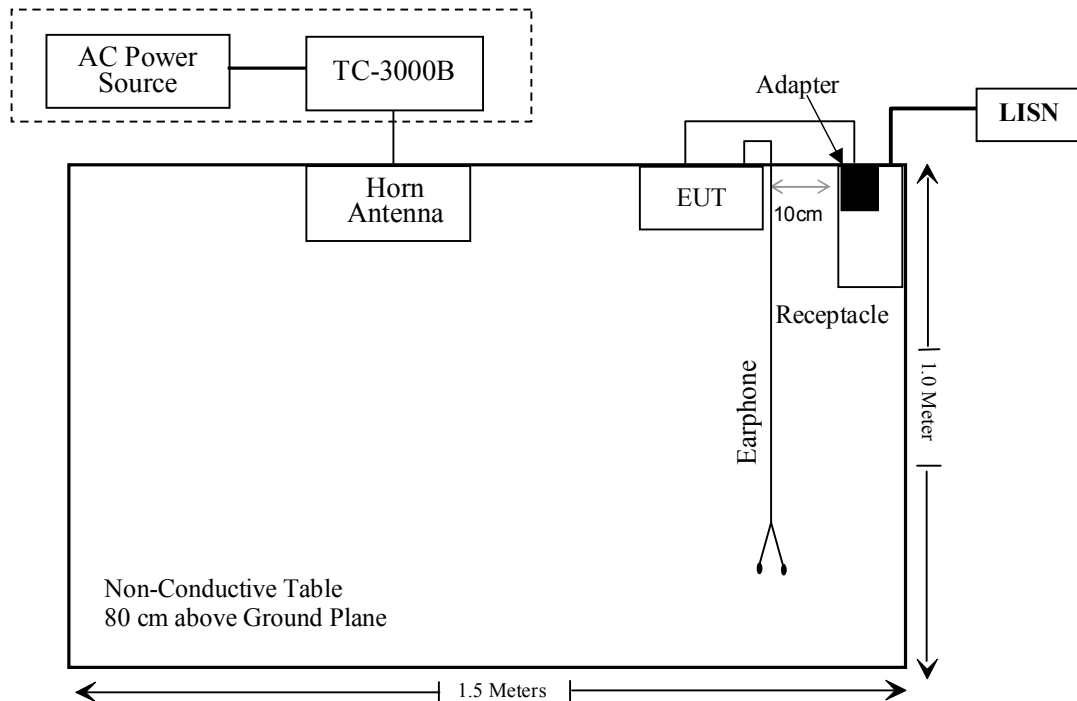 AC Power
Source
TC-3000B
Adapter
LISN
Horn
Antenna
EUT
10cm
Receptacle
Earphone
1.0 Meter
Non-Conductive Table
80 cm above Ground Plane
1.5 Meters